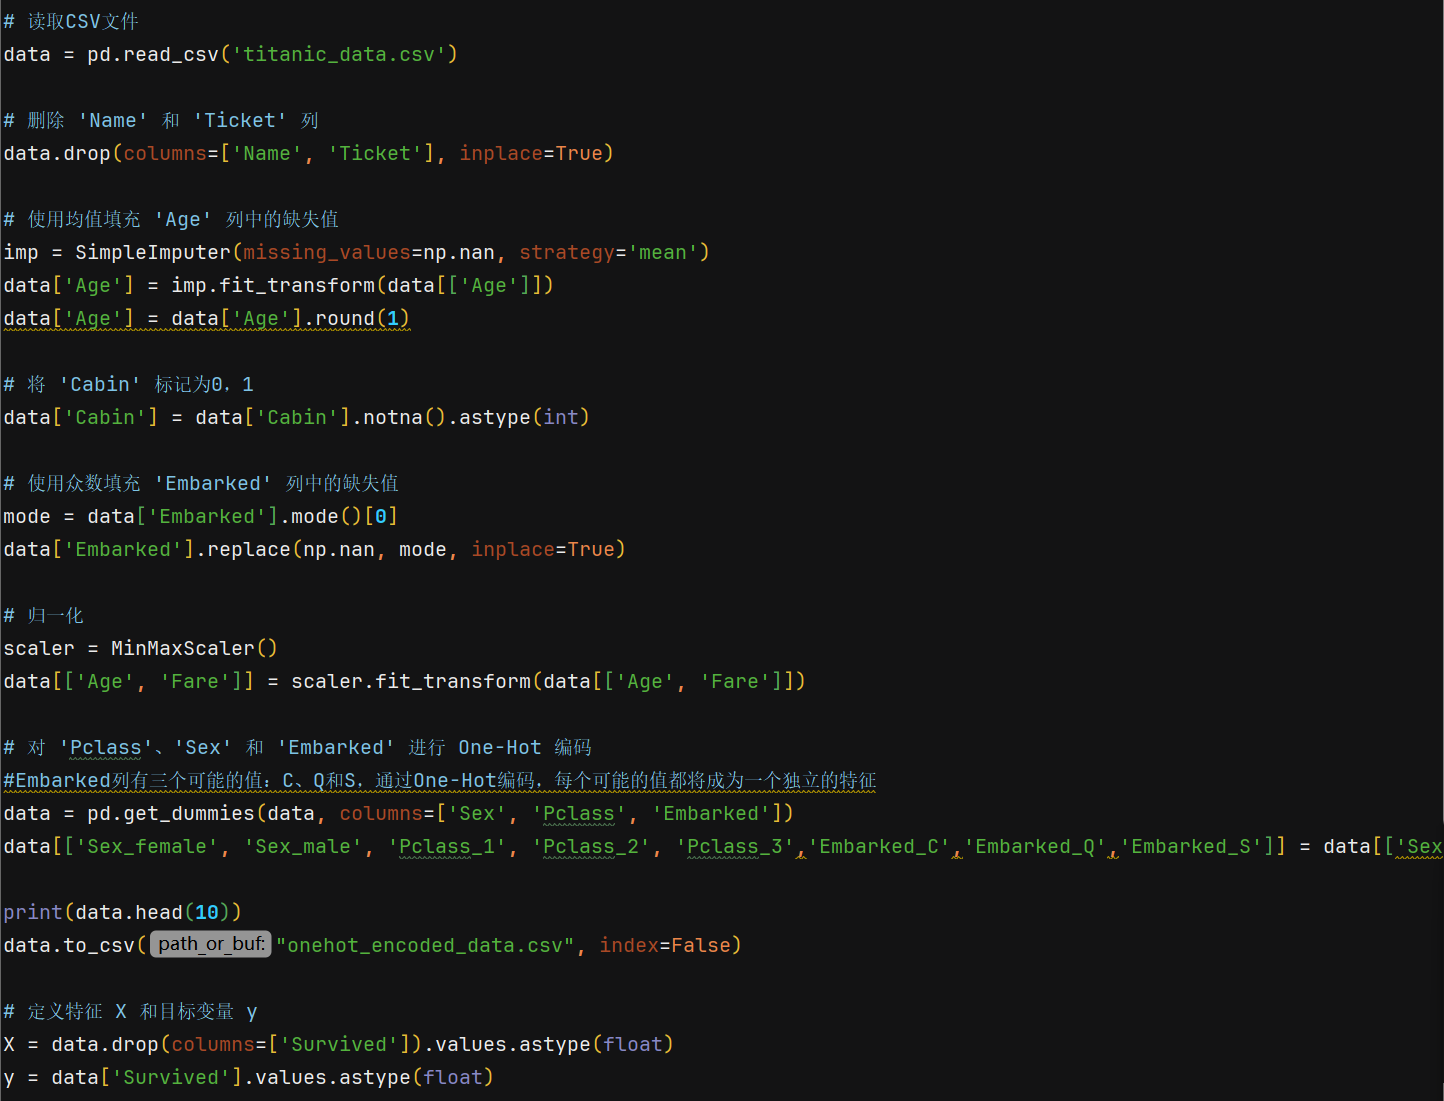 # 读取CSV文件
data = pd.read_csv('titanic_data.csv')
# 删除 'Name' 和 'Ticket' 列
data.drop(columns=['Name', 'Ticket'], inplace=True)
# 使用均值填充 'Age' 列中的缺失值
imp = SimpleImputer(missing_values=np.nan, strategy='mean')
data['Age'] = imp.fit_transform(data[['Age']])
data['Age'] = data['Age'].round(1)
# 将 'Cabin' 标记为0，1
data['Cabin'] = data['Cabin'].notna().astype(int)
# 使用众数填充 'Embarked' 列中的缺失值
mode = data['Embarked'].mode()[0]
data['Embarked'].replace(np.nan, mode, inplace=True)
# 归一化
scaler = MinMaxScaler()
data[['Age', 'Fare']] = scaler.fit_transform(data[['Age', 'Fare']])
# 对 'Pclass'、'Sex' 和 'Embarked' 进行 One-Hot 编码
#Embarked列有三个可能的值：C、Q和S，通过One-Hot编码，每个可能的值都将成为一个独立的特征
data = pd.get_dummies(data, columns=['Sex', 'Pclass', 'Embarked'])
data[['Sex_female', 'Sex_male', 'Pclass_1', 'Pclass_2', 'Pclass_3','Embarked_C','Embarked_Q','Embarked_S']] = data[['Sex
print(data.head(10))
data.to_csv( path_or_buf: "onehot_encoded_data.csv", index=False)
# 定义特征 X 和目标变量 y
X = data.drop(columns=['Survived']).values.astype(float)
y = data['Survived'].values.astype(float)